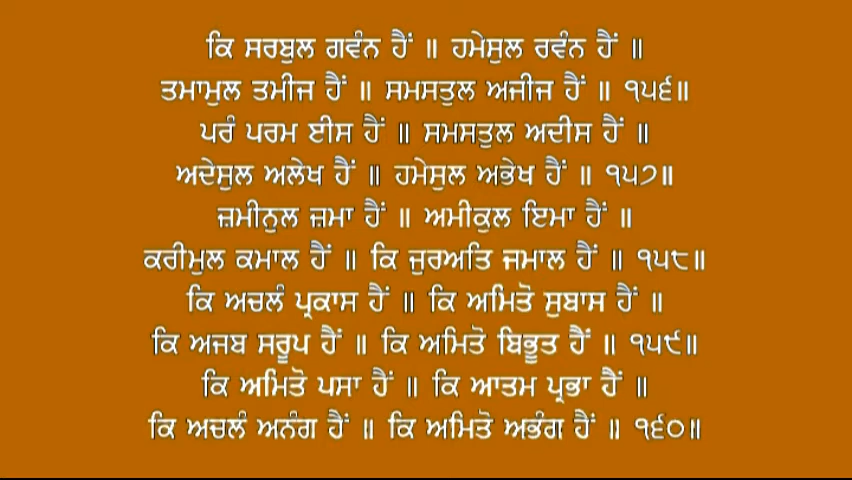 ਕਿ ਸਰਬੁਲ ਗਵੰਨ ਹੈਂ ॥ ਹਮੇਸੁਲ ਰਵੰਨ ਹੈਂ ॥
ਤਮਾਮੁਲ ਤਮੀਜ ਹੈਂ ॥ ਸਮਸਤੁਲ ਅਜੀਜ ਹੈਂ ॥ ੧੫੬॥
ਪਰੰ ਪਰਮ ਈਸ ਹੈਂ ॥ ਸਮਸਤੁਲ ਅਦੀਸ ਹੈਂ ॥
ਅਦੇਸੁਲ ਅਲੇਖ ਹੈਂ ॥ ਹਮੇਸੁਲ ਅਭੇਖ ਹੈਂ ॥ ੧੫੭॥
ਜ਼ਮੀਨੁਲ ਜ਼ਮਾ ਹੈਂ ॥ ਅਮੀਕੁਲ ਇਮਾ ਹੈਂ ॥
ਕਰੀਮੁਲ ਕਮਾਲ ਹੈਂ ॥ ਕਿ ਜੁਰਅਤਿ ਜਮਾਲ ਹੈਂ ॥ ੧੫੮॥
ਕਿ ਅਚਲੰ ਪ੍ਰਕਾਸ ਹੈਂ ॥ ਕਿ ਅਮਿਤੋ ਸੁਬਾਸ ਹੈਂ ॥
ਕਿ ਅਜਬ ਸਰੂਪ ਹੈਂ ॥ ਕਿ ਅਮਿਤੋ ਬਿਭੂਤ ਹੈਂ ॥ ੧੫੯॥
ਕਿ ਅਮਿਤੋ ਪਸਾ ਹੈਂ ॥ ਕਿ ਆਤਮ ਪ੍ਰਭਾ ਹੈਂ ॥
ਕਿ ਅਚਲੰ ਅਨੰਗ ਹੈਂ ॥ ਕਿ ਅਮਿਤੋ ਅਭੰਗ ਹੈਂ ॥ ੧੬੦॥